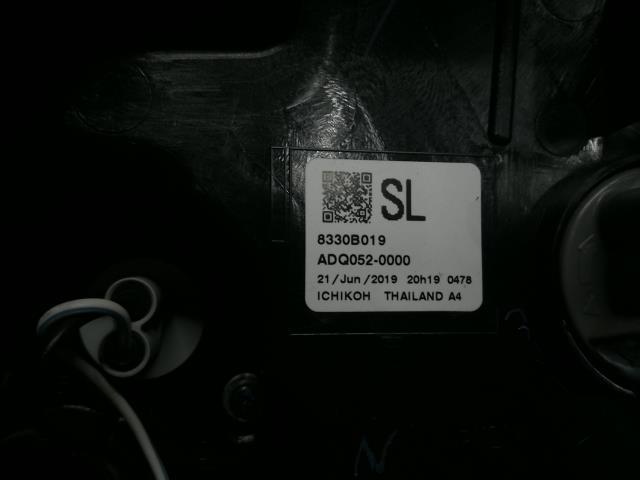 SL
8330B019
ADQ052-0000
21/Jun/2019 20h19 0478
ICHIKOH THAILAND A4